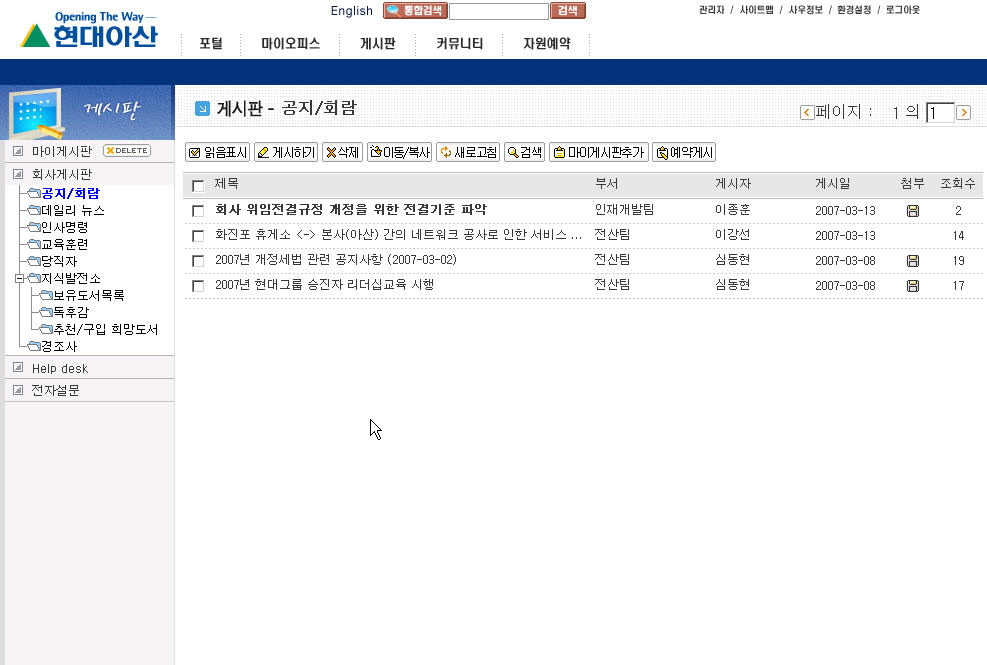 Opening The Way
현대아산
English 통합검색 검색
관리자 / 사이트맵 / 사우정보 / 환경설정 / 로그아웃
포털 마이오피스 게시판 커뮤니티 자원예약
게시판
마이게시판 DELETE
회사게시판
공지/회람
데일리 뉴스
인사명령
교육훈련
당직자
지식발전소
보유도서목록
독후감
추천/구입 희망도서
경조사
Help desk
전자설문
게시판 - 공지/회람
페이지 : 1 의 1
읽음표시 게시하기 삭제 이동/복사 새로고침 검색 마이게시판추가 예약게시
제목 부서 게시자 게시일 첨부 조회수
회사 위임전결규정 개정을 위한 전결기준 파악 인재개발팀 이종훈 2007-03-13 2
화진포 휴게소 <-> 본사(아산) 간의 네트워크 공사로 인한 서비스 ... 전산팀 이강선 2007-03-13 14
2007년 개정세법 관련 공지사항 (2007-03-02) 전산팀 심동현 2007-03-08 19
2007년 현대그룹 승진자 리더십교육 시행 전산팀 심동현 2007-03-08 17